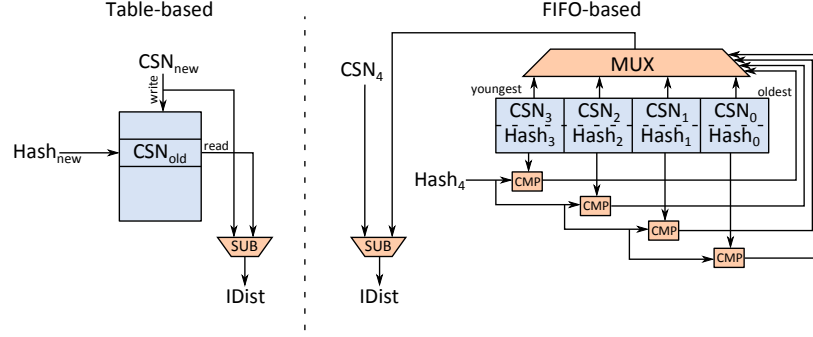 Table-based
CSN_new
write
Hash_new
CSN_old
read
SUB
IDist
FIFO-based
MUX
CSN_4
youngest
oldest
CSN_3 CSN_2 CSN_1 CSN_0
Hash_3 Hash_2 Hash_1 Hash_0
Hash_4
CMP
CMP
CMP
CMP
SUB
IDist